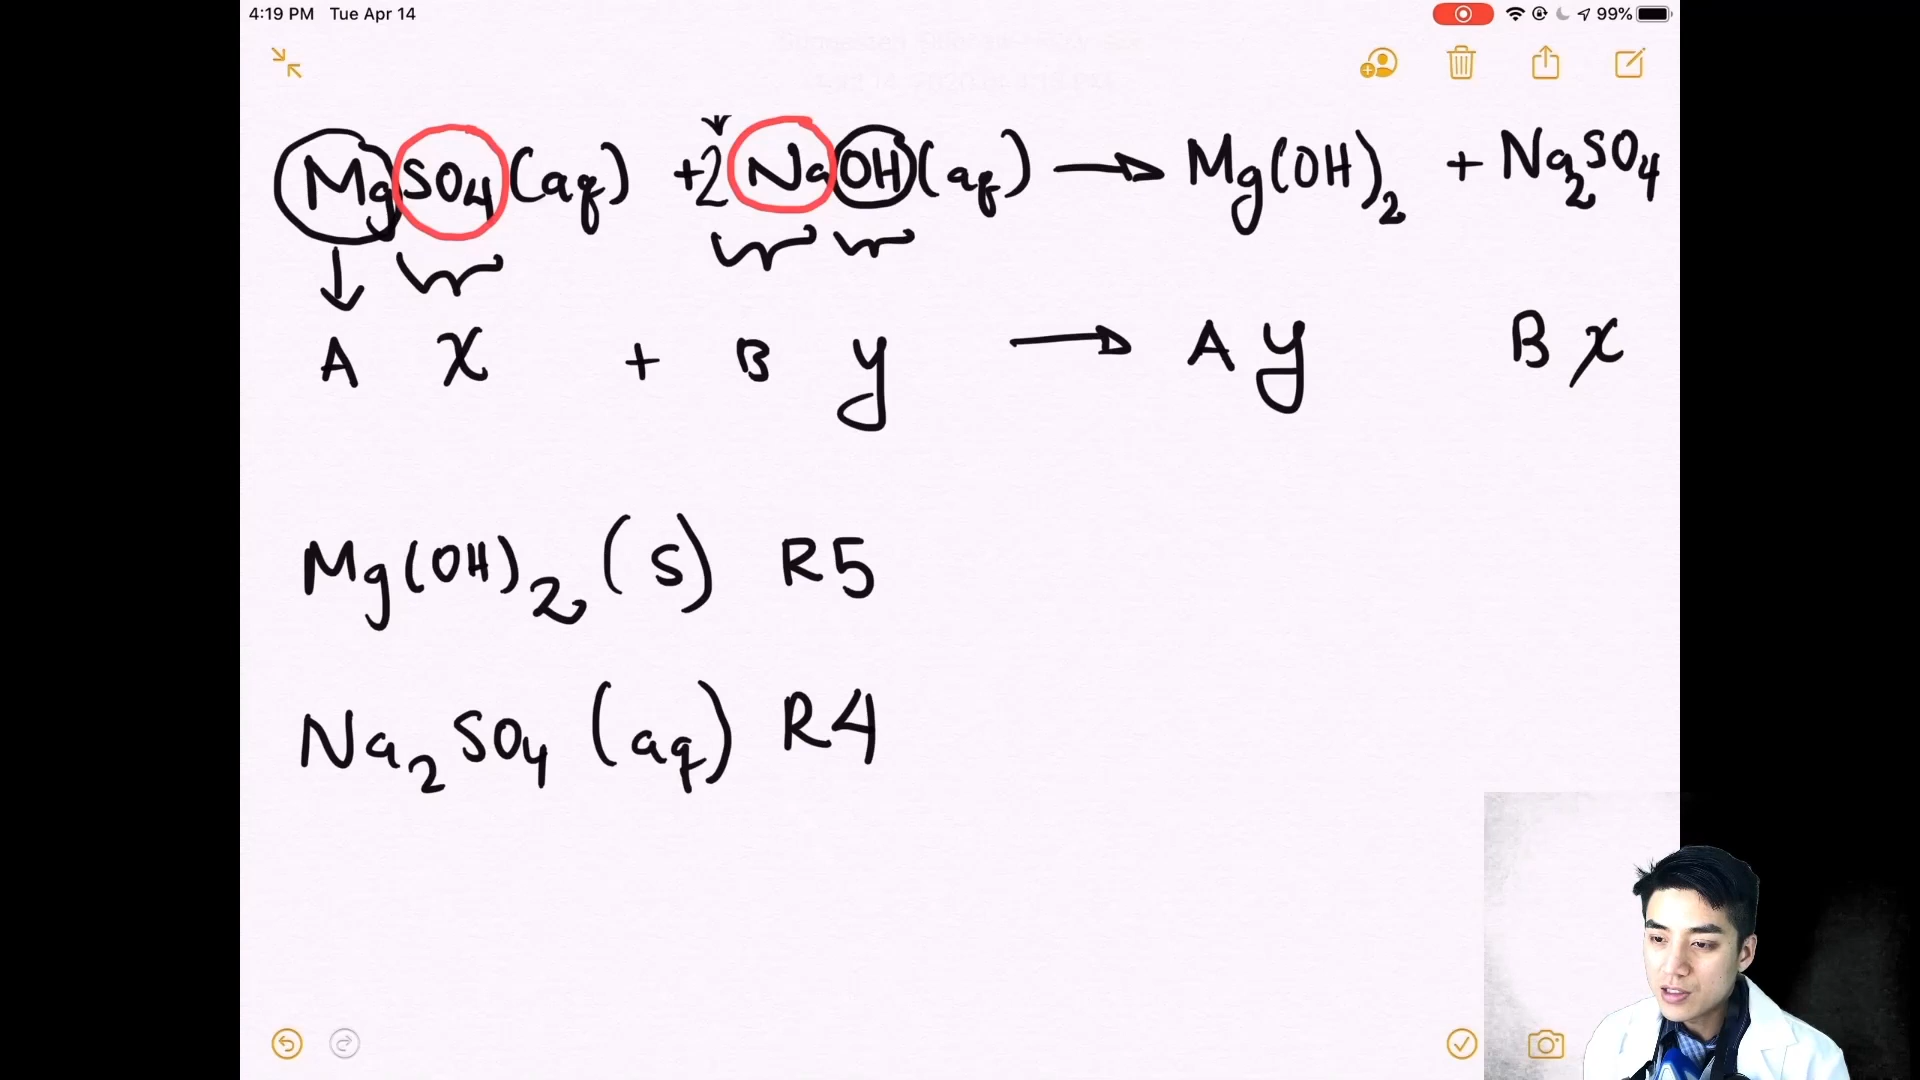 4:19 PM Tue Apr 14 99%
MgSO₄(aq) +2NaOH(aq) → Mg(OH)₂ + Na₂SO₄
A X + B y → A y B x
Mg(OH)₂ (s) R5
Na₂SO₄ (aq) R4